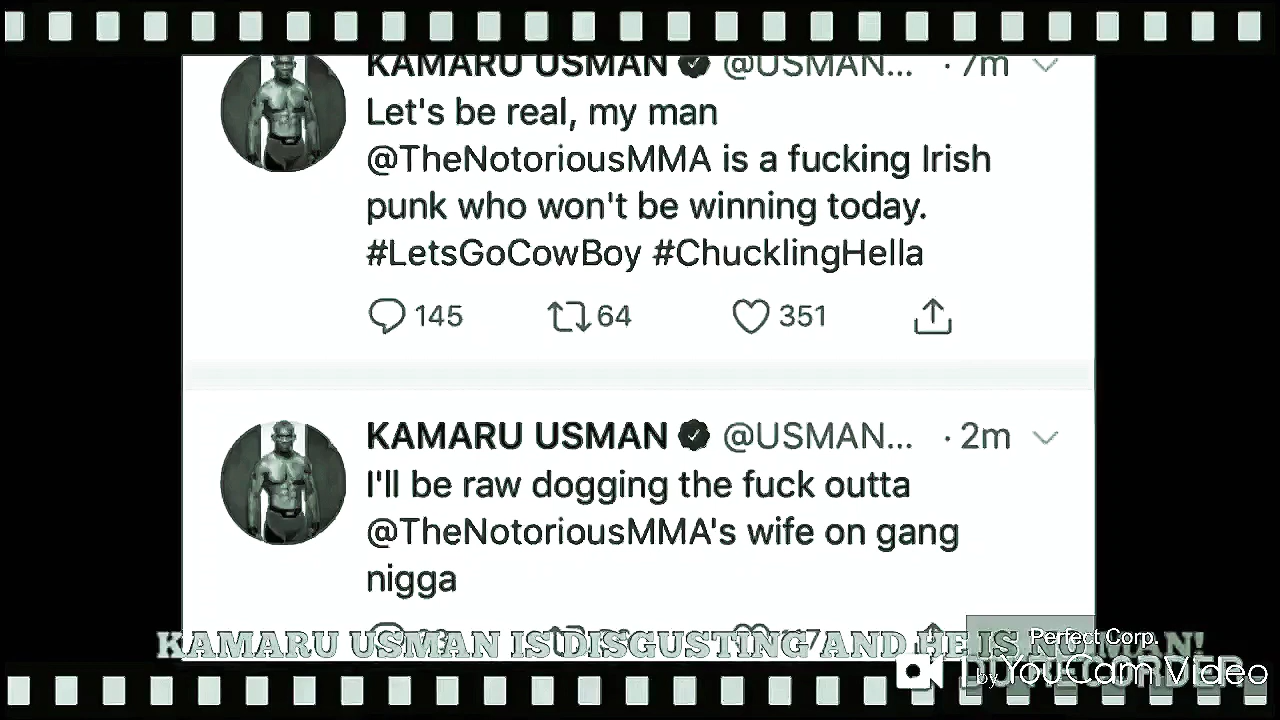 KAMARU USMAN @USMAN... · 7m
Let's be real, my man
@TheNotoriousMMA is a fucking Irish
punk who won't be winning today.
#LetsGoCowBoy #ChucklingHella
145 64 351
KAMARU USMAN @USMAN... · 2m
I'll be raw dogging the fuck outta
@TheNotoriousMMA's wife on gang
nigga
KAMARU USMAN IS DISGUSTING AND HE IS NO
Perfect Corp.
by YouCam Video